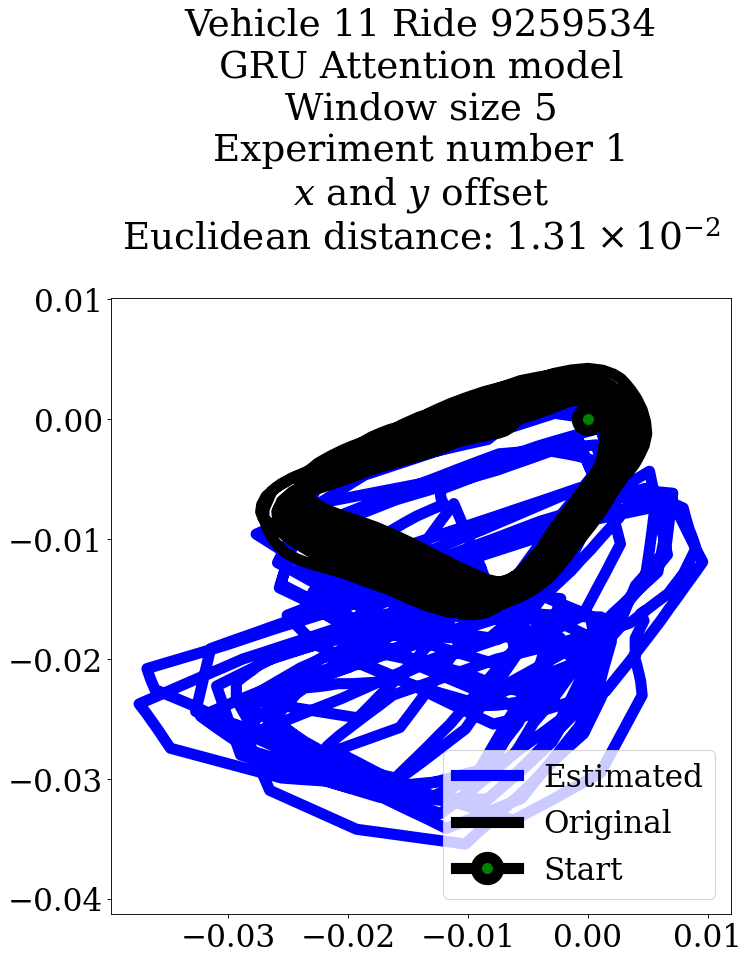 Vehicle 11 Ride 9259534
GRU Attention model
Window size 5
Experiment number 1
x and y offset
Euclidean distance: 1.31 × 10⁻²
0.01
0.00
−0.01
−0.02
−0.03
−0.04
Estimated
Original
Start
−0.03 −0.02 −0.01 0.00 0.01